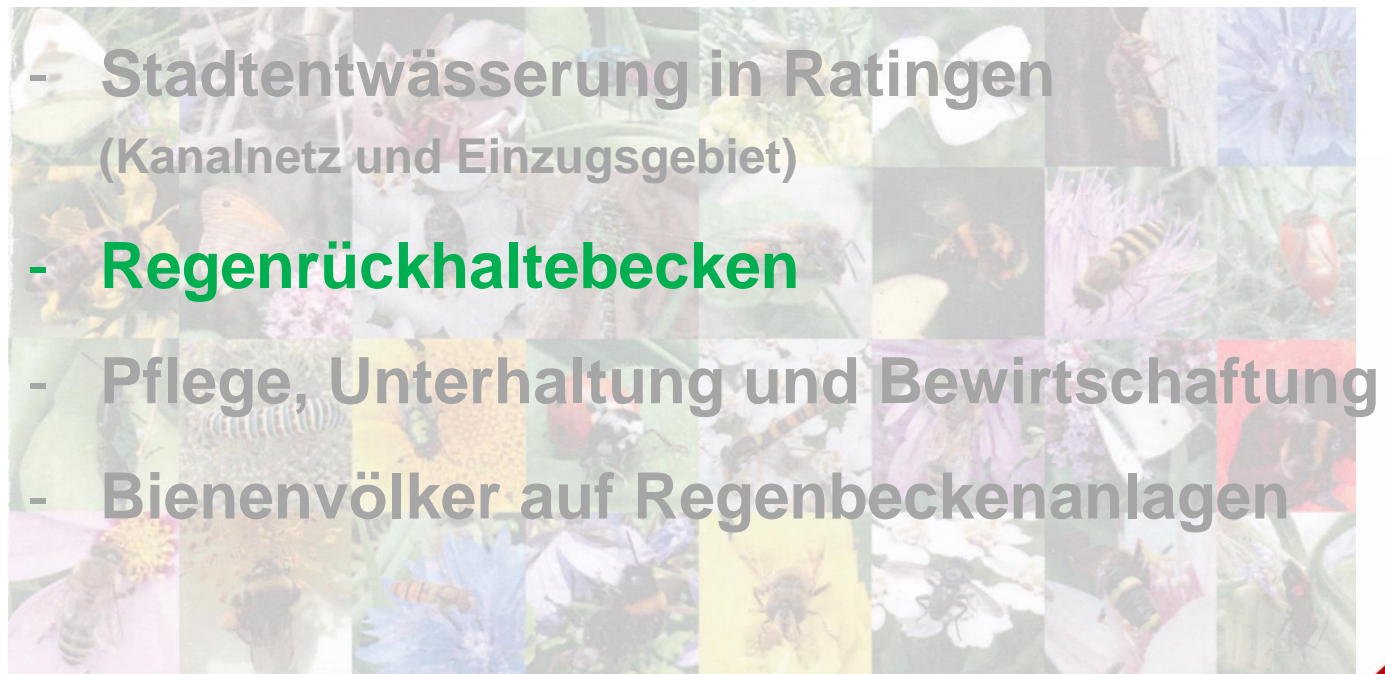 - Stadtentwässerung in Ratingen
(Kanalnetz und Einzugsgebiet)
- Regenrückhaltebecken
- Pflege, Unterhaltung und Bewirtschaftung
- Bienenvölker auf Regenbeckenanlagen